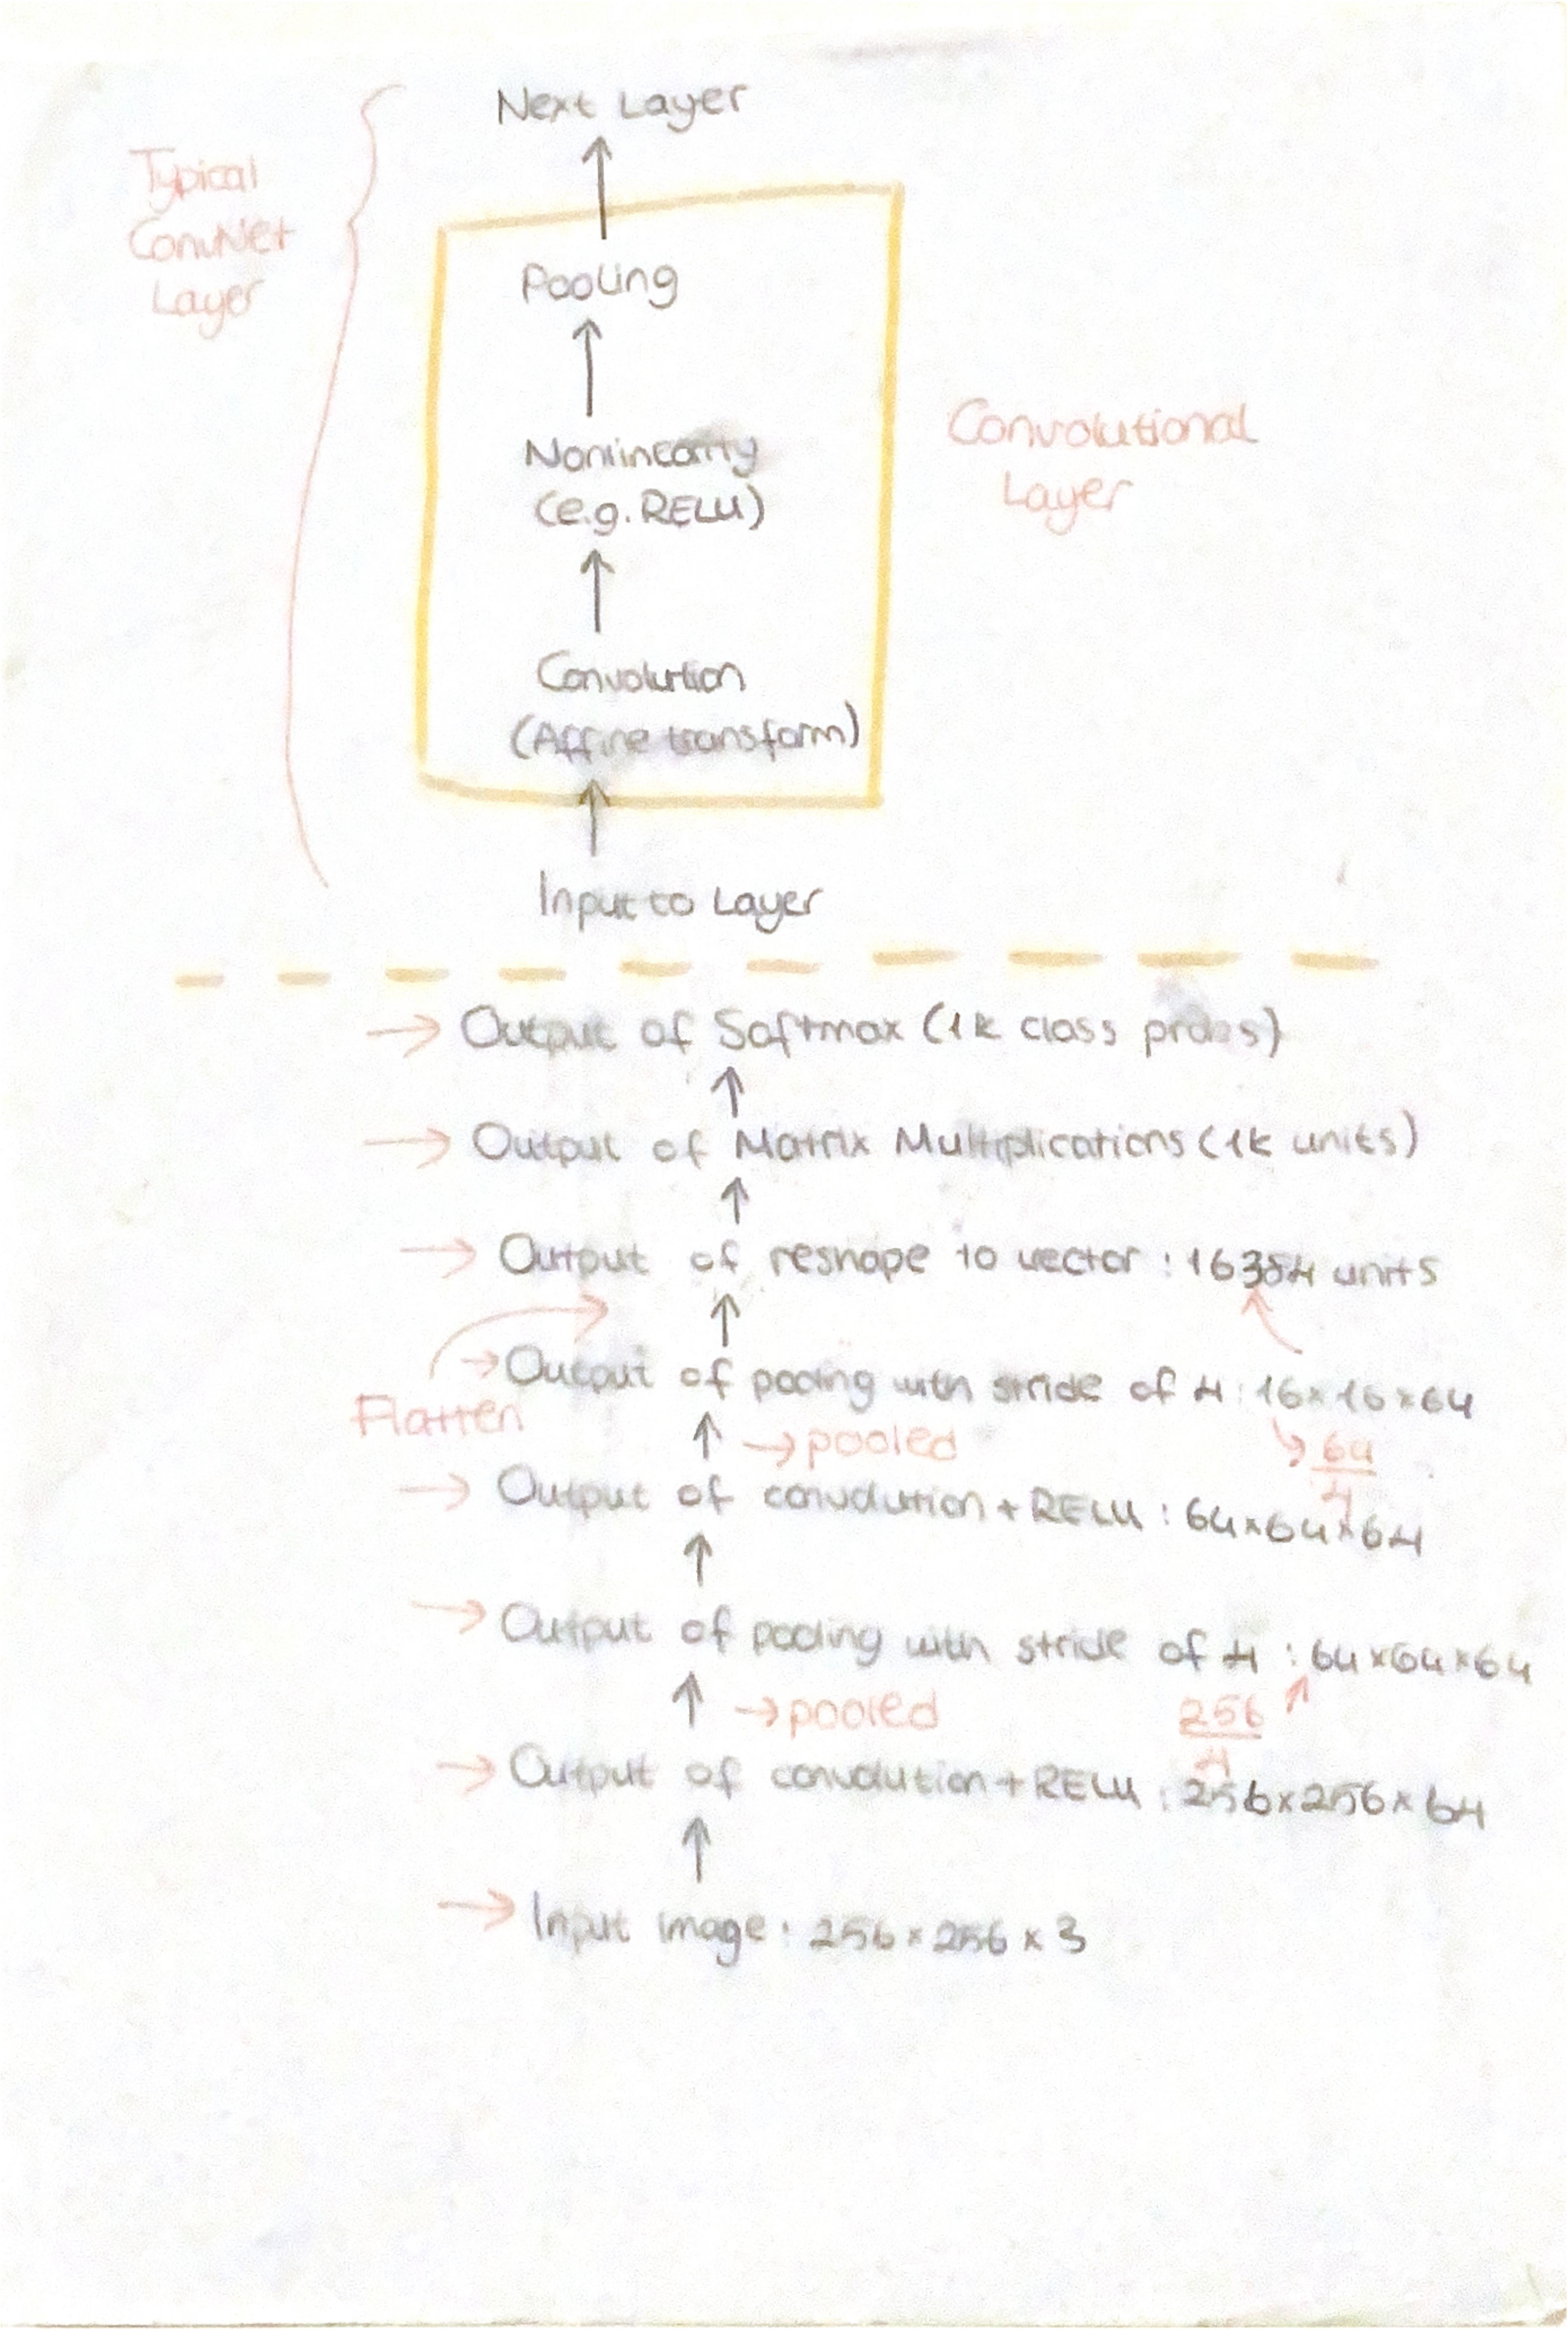 Next Layer
Typical
ConvNet
Layer
Pooling
Nonlinearity
(e.g. RELU)
Convolutional
Layer
Convolution
(Affine transform)
Input to Layer
→ Output of Softmax (1k class probs)
→ Output of Matrix Multiplications (1k units)
→ Output of reshape to vector : 16384 units
→ Output of pooling with stride of 4 : 16×16×64
Flatten
→ pooled
64
4
→ Output of convolution + RELU : 64×64×64
→ Output of pooling with stride of 4 : 64×64×64
→ pooled
256
4
→ Output of convolution + RELU : 256×256×64
→ Input image : 256×256×3